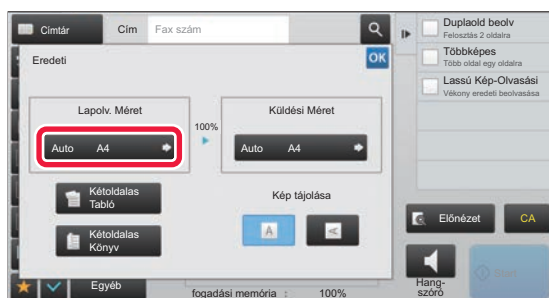 Címtár
Cím
Fax szám
Eredeti
OK
Lapolv. Méret
Auto A4
100%
Küldési Méret
Auto A4
Kétoldalas
Tabló
Kétoldalas
Könyv
Kép tájolása
A
A
Duplaold beolv
Felosztás 2 oldalra
Többképes
Több oldal egy oldalra
Lassú Kép-Olvasási
Vékony eredeti beolvasása
Előnézet
CA
Egyéb
fogadási memória : 100%
Hang-
szóró
Start